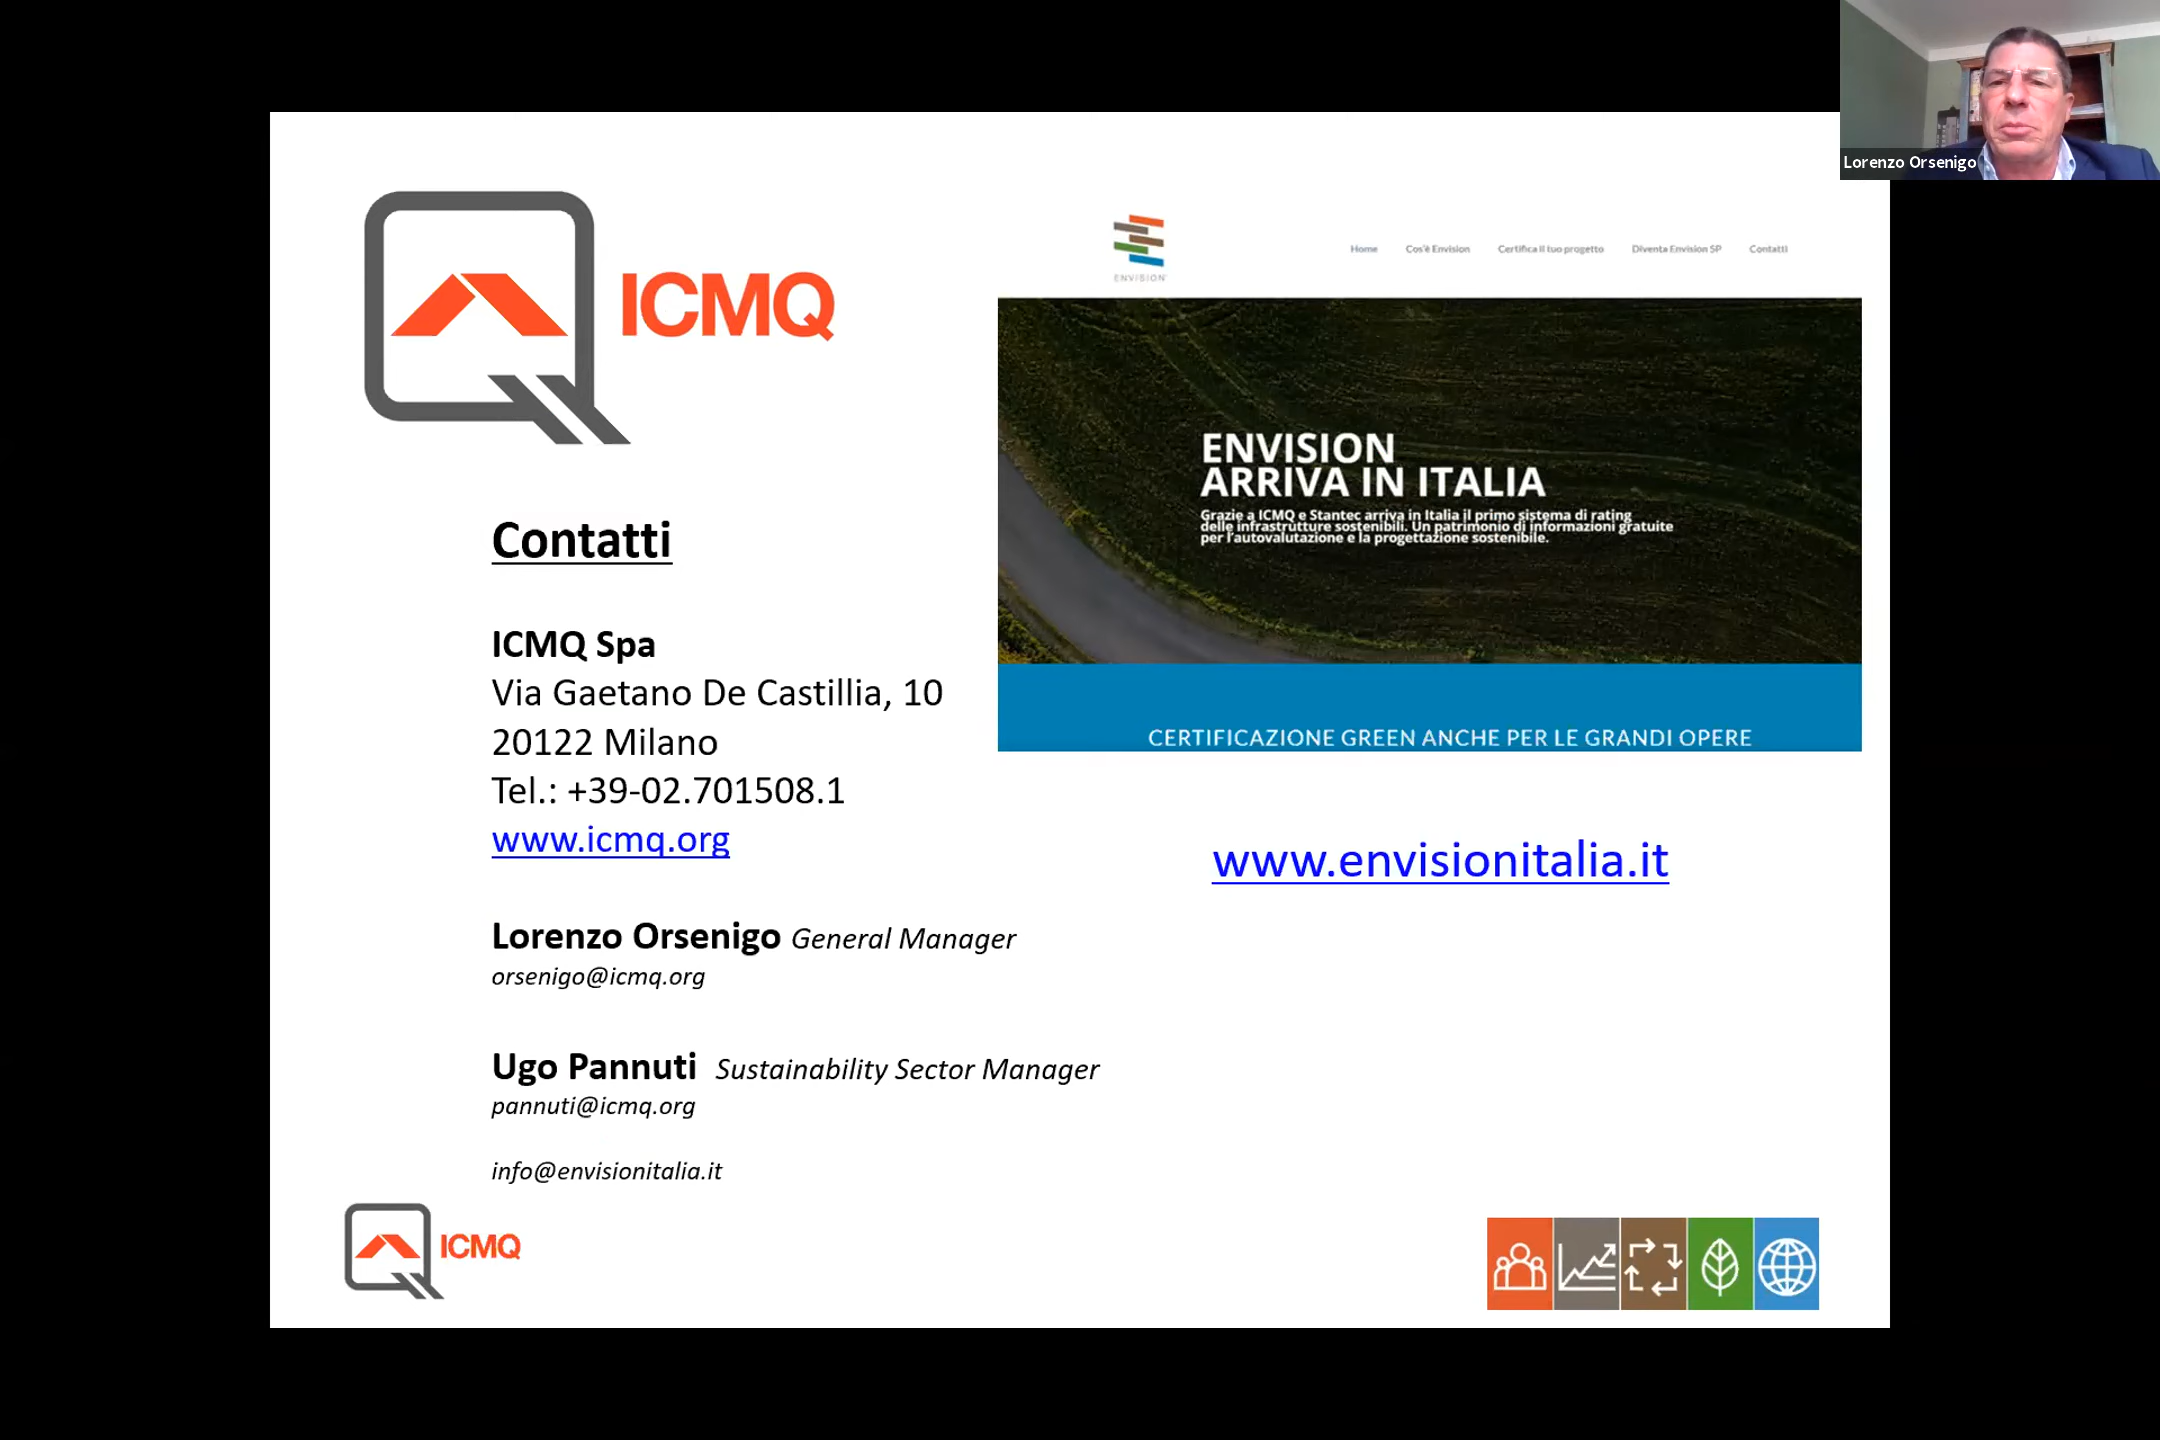 Lorenzo Orsenigo
ICMQ
ENVISION
Home Cos'è Envision Certifica il tuo progetto Diventa Envision SP Contatti
ENVISION
ARRIVA IN ITALIA
Grazie a ICMQ e Stantec arriva in Italia il primo sistema di rating
delle infrastrutture sostenibili. Un patrimonio di informazioni gratuite
per l'autovalutazione e la progettazione sostenibile.
CERTIFICAZIONE GREEN ANCHE PER LE GRANDI OPERE
www.envisionitalia.it
Contatti
ICMQ Spa
Via Gaetano De Castillia, 10
20122 Milano
Tel.: +39-02.701508.1
www.icmq.org
Lorenzo Orsenigo General Manager
orsenigo@icmq.org
Ugo Pannuti Sustainability Sector Manager
pannuti@icmq.org
info@envisionitalia.it
ICMQ